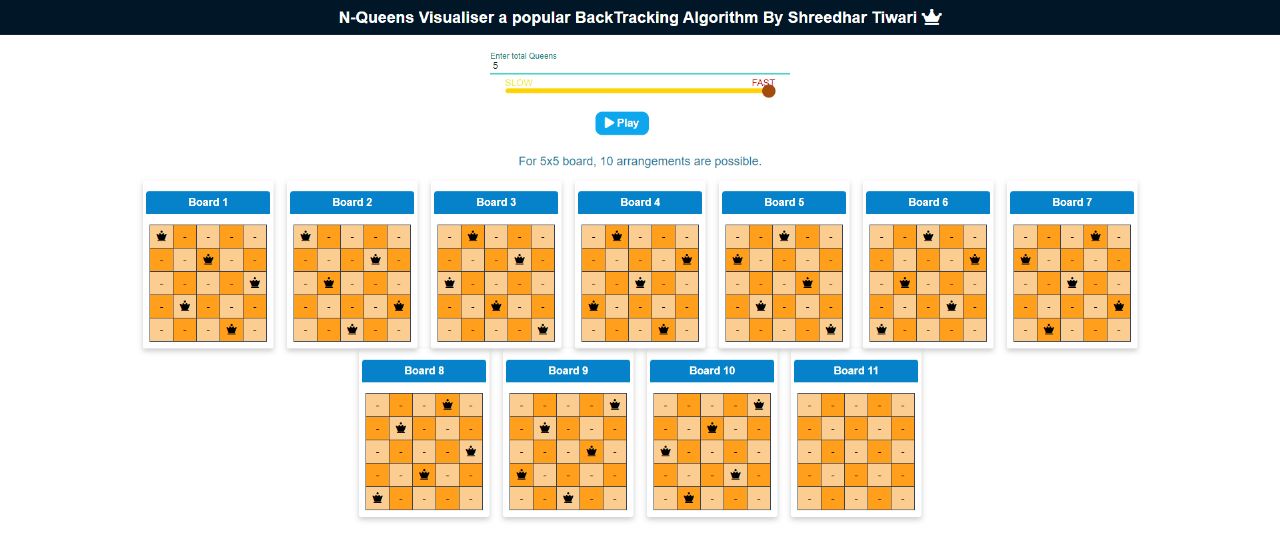 N-Queens Visualiser a popular BackTracking Algorithm By Shreedhar Tiwari
Enter total Queens
5
SLOW FAST
Play
For 5x5 board, 10 arrangements are possible.
Board 1 Board 2 Board 3 Board 4 Board 5 Board 6 Board 7
- - - - - - - - - - - - - - - - - - - - - - - - - - - -
- - - - - - - - - - - - - - - - - - - - - - - - - - - -
- - - - - - - - - - - - - - - - - - - - - - - - - - - -
- - - - - - - - - - - - - - - - - - - - - - - - - - - -
- - - - - - - - - - - - - - - - - - - - - - - - - - - -
Board 8 Board 9 Board 10 Board 11
- - - - - - - - - - - - - - - - -
- - - - - - - - - - - - - - - - -
- - - - - - - - - - - - - - - - -
- - - - - - - - - - - - - - - - -
- - - - - - - - - - - - - - - - -